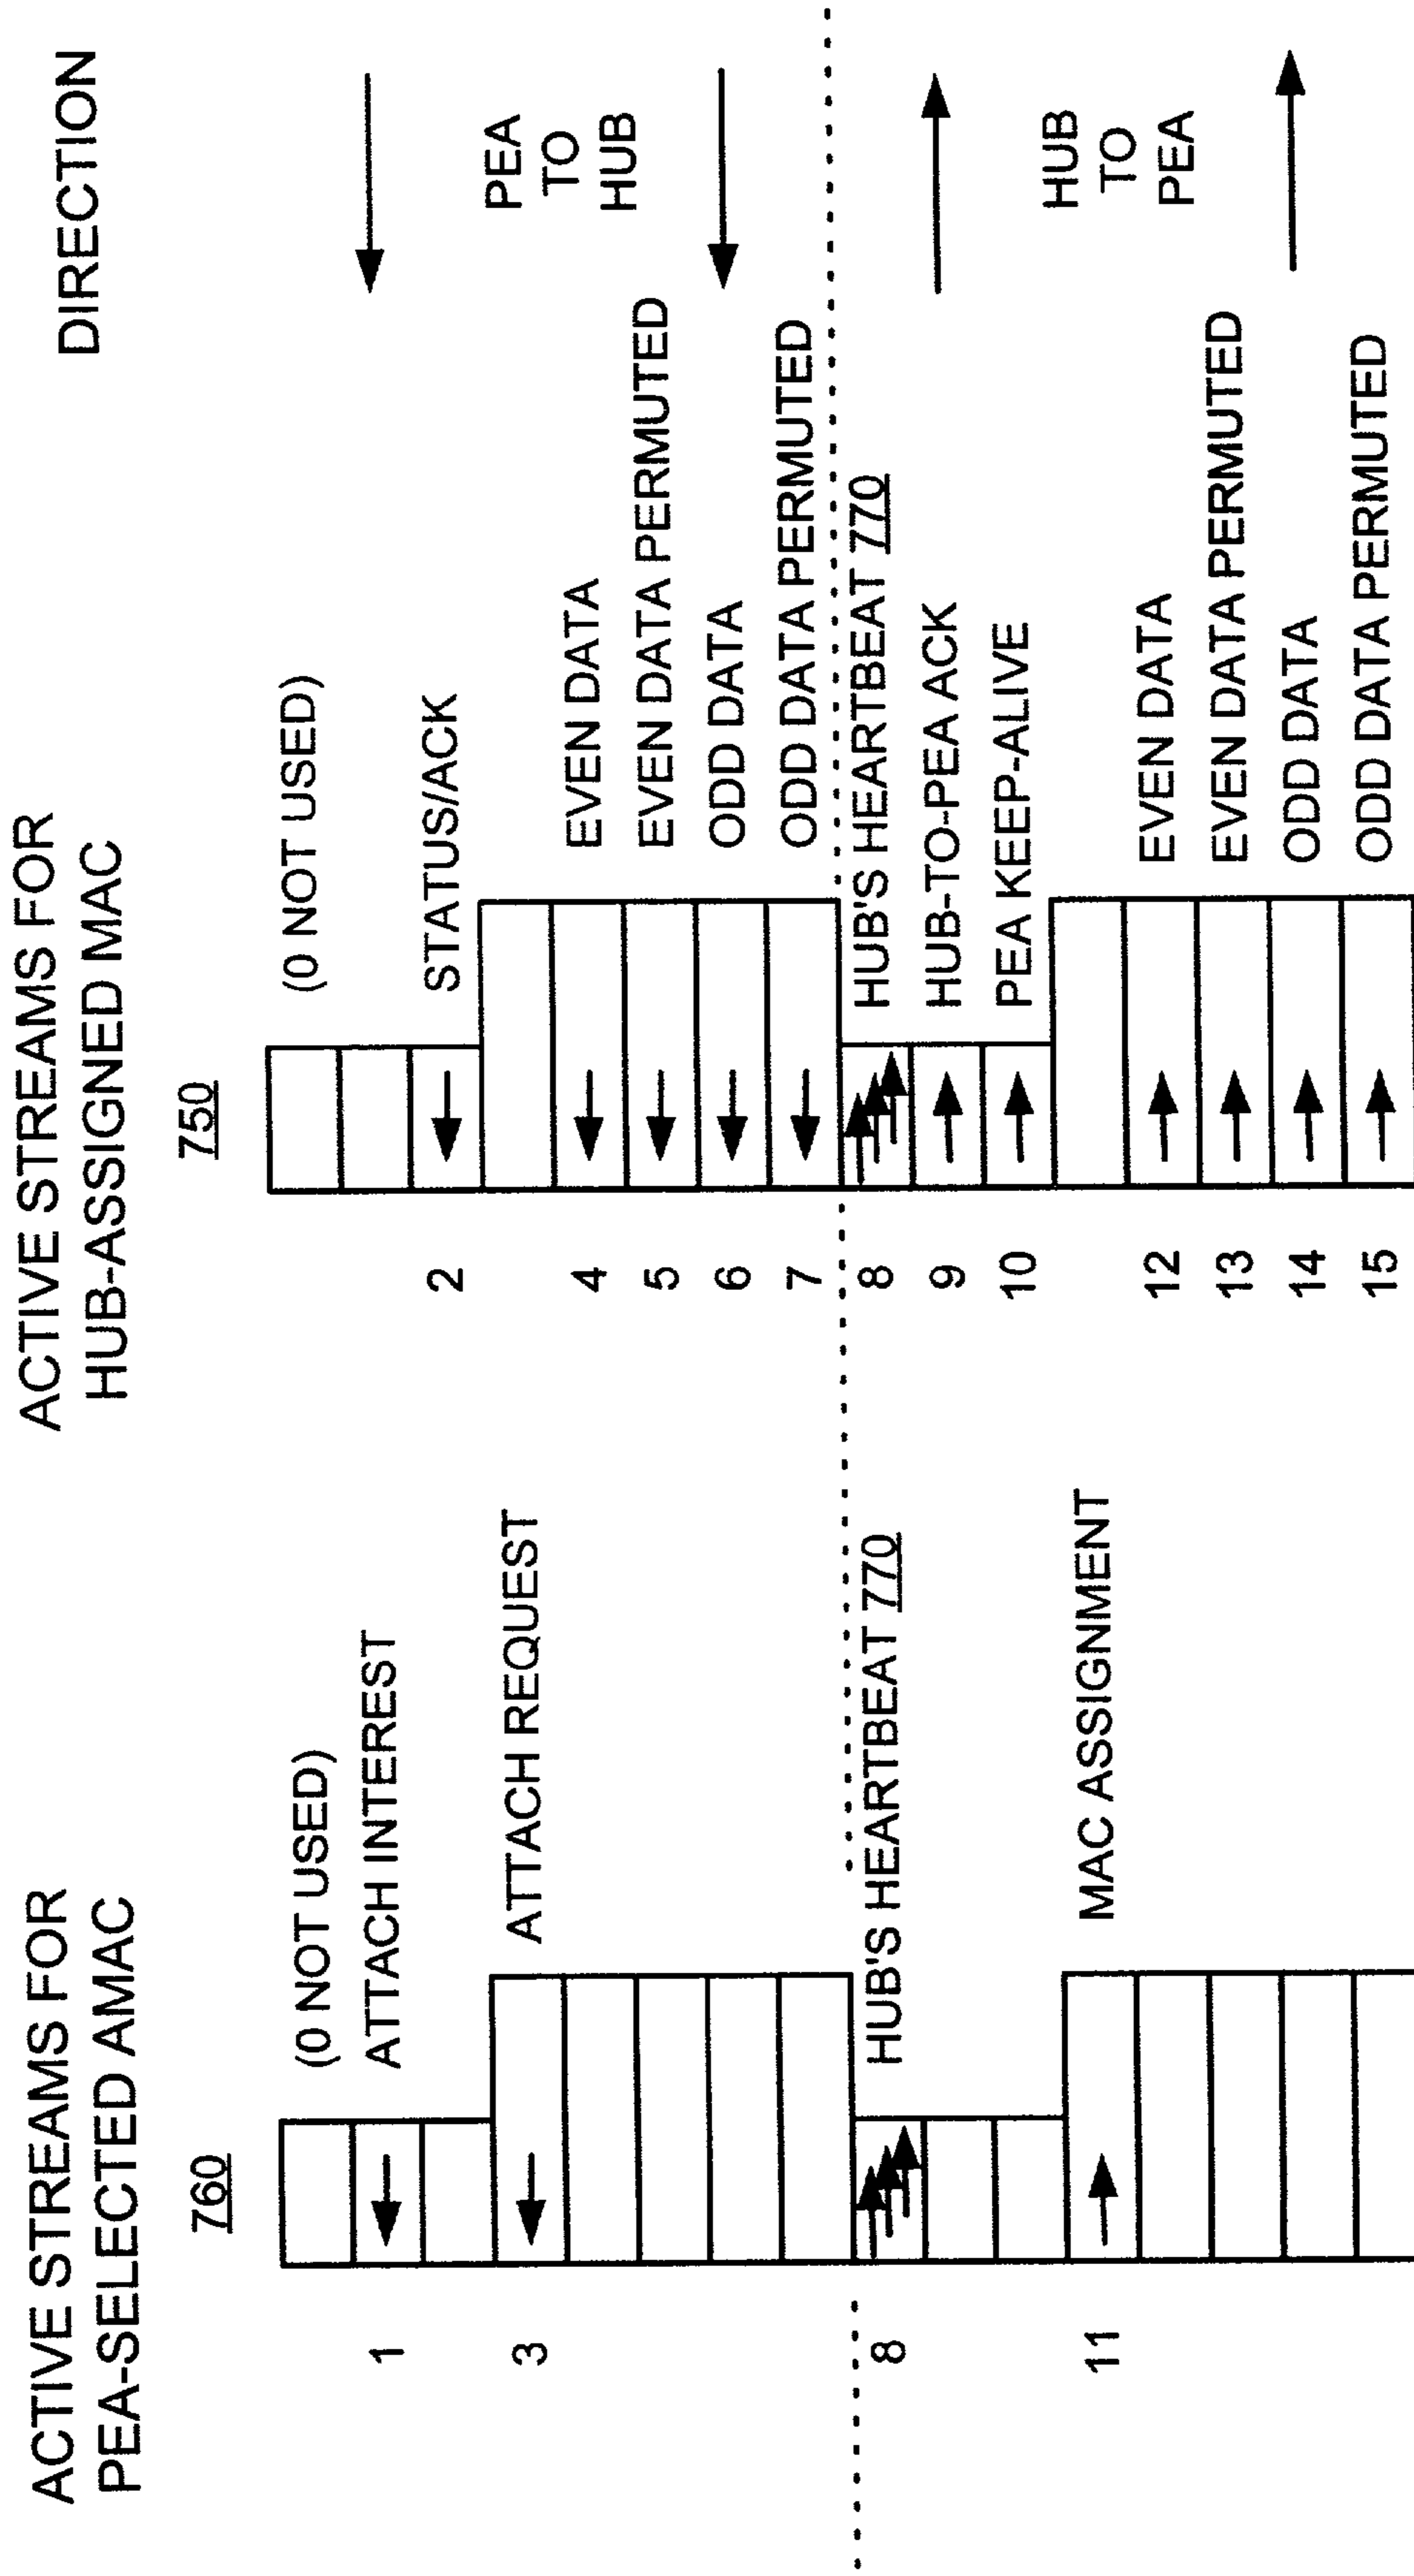 ACTIVE STREAMS FOR
PEA-SELECTED AMAC
760
(0 NOT USED)
1
ATTACH INTEREST
3
ATTACH REQUEST
8
HUB'S HEARTBEAT 770
11
MAC ASSIGNMENT
ACTIVE STREAMS FOR
HUB-ASSIGNED MAC
750
(0 NOT USED)
2
STATUS/ACK
4
EVEN DATA
5
EVEN DATA PERMUTED
6
ODD DATA
7
ODD DATA PERMUTED
8
HUB'S HEARTBEAT 770
9
HUB-TO-PEA ACK
10
PEA KEEP-ALIVE
12
EVEN DATA
13
EVEN DATA PERMUTED
14
ODD DATA
15
ODD DATA PERMUTED
DIRECTION
PEA
TO
HUB
HUB
TO
PEA